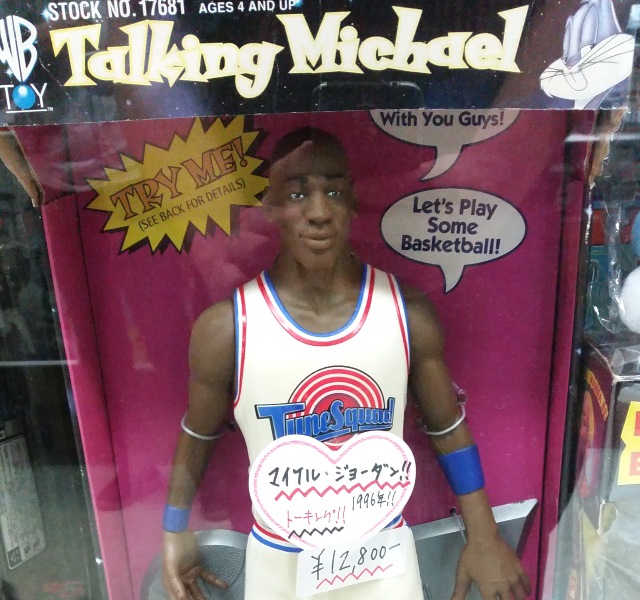 STOCK NO. 17681 AGES 4 AND UP
WB
TOY
Talking Michael
With You Guys!
TRY ME!
(SEE BACK FOR DETAILS)
Let's Play
Some
Basketball!
TuneSquad
マイケル・ジョーダン!!
1996年!!
トーキング!!
¥12,800-